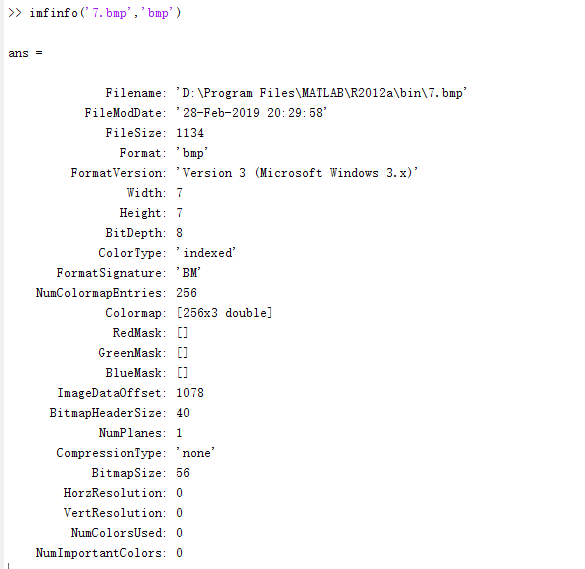 >> imfinfo('7.bmp','bmp')
ans =
Filename: 'D:\Program Files\MATLAB\R2012a\bin\7.bmp'
FileModDate: '28-Feb-2019 20:29:58'
FileSize: 1134
Format: 'bmp'
FormatVersion: 'Version 3 (Microsoft Windows 3.x)'
Width: 7
Height: 7
BitDepth: 8
ColorType: 'indexed'
FormatSignature: 'BM'
NumColormapEntries: 256
Colormap: [256x3 double]
RedMask: []
GreenMask: []
BlueMask: []
ImageDataOffset: 1078
BitmapHeaderSize: 40
NumPlanes: 1
CompressionType: 'none'
BitmapSize: 56
HorzResolution: 0
VertResolution: 0
NumColorsUsed: 0
NumImportantColors: 0